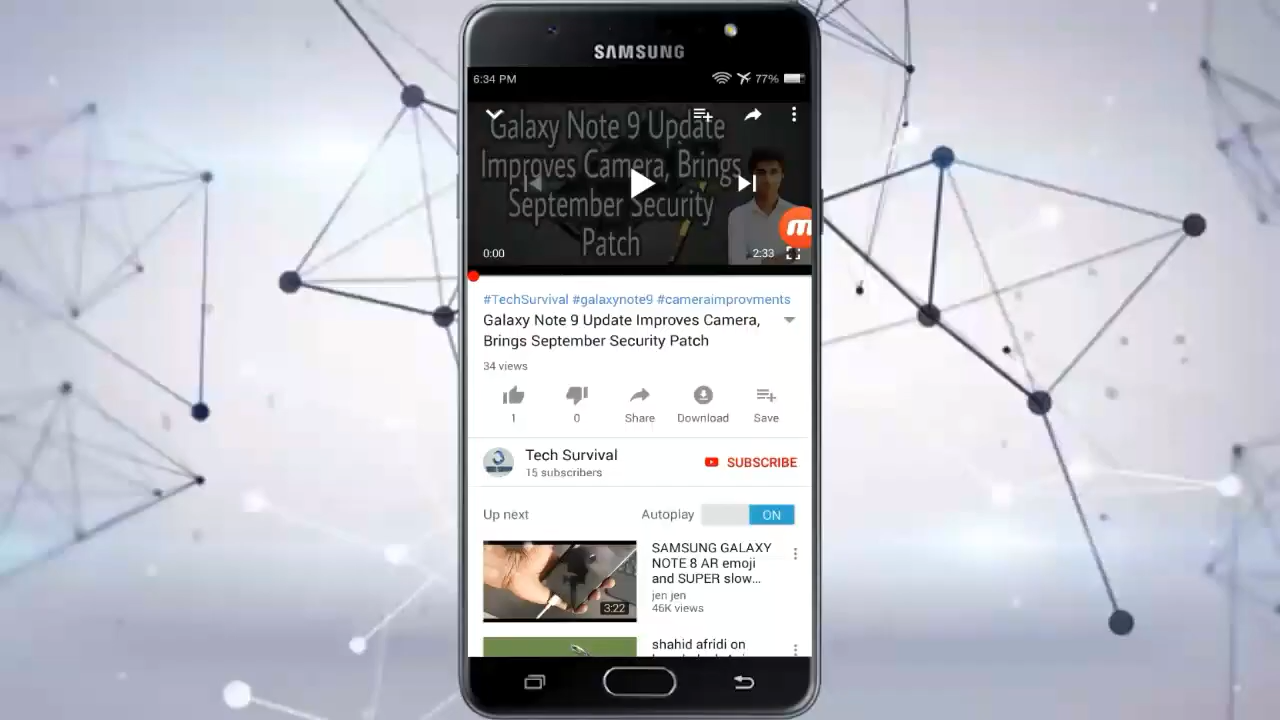 SAMSUNG
6:34 PM
77%
Galaxy Note 9 Update
Improves Camera, Brings
September Security
Patch
m
0:00
2:33
#TechSurvival #galaxynote9 #cameraimprovments
Galaxy Note 9 Update Improves Camera,
Brings September Security Patch
34 views
1
0
Share
Download
Save
Tech Survival
15 subscribers
SUBSCRIBE
Up next
Autoplay
ON
SAMSUNG GALAXY
NOTE 8 AR emoji
and SUPER slow...
jen jen
46K views
3:22
shahid afridi on